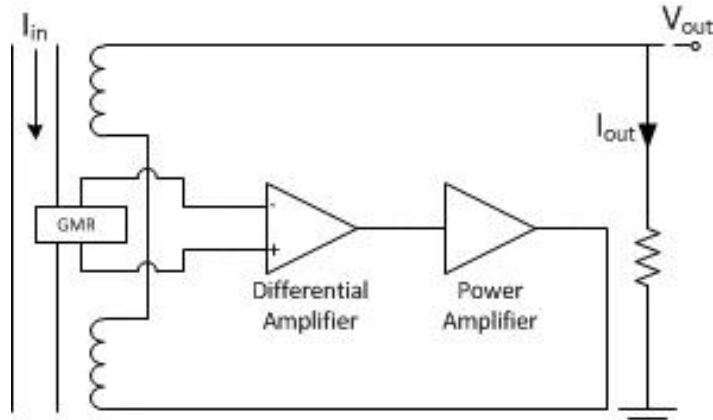 I_in
V_out
I_out
GMR
-
+
Differential
Amplifier
Power
Amplifier